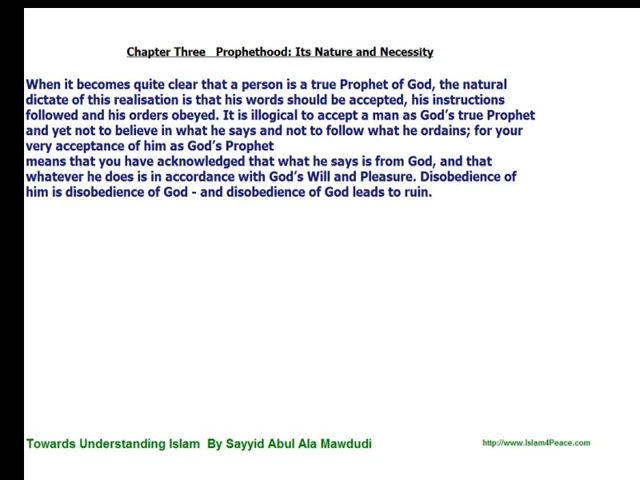 Chapter Three   Prophethood: Its Nature and Necessity
When it becomes quite clear that a person is a true Prophet of God, the natural
dictate of this realisation is that his words should be accepted, his instructions
followed and his orders obeyed. It is illogical to accept a man as God's true Prophet
and yet not to believe in what he says and not to follow what he ordains; for your
very acceptance of him as God's Prophet
means that you have acknowledged that what he says is from God, and that
whatever he does is in accordance with God's Will and Pleasure. Disobedience of
him is disobedience of God - and disobedience of God leads to ruin.
Towards Understanding Islam  By Sayyid Abul Ala Mawdudi
http://www.Islam4Peace.com